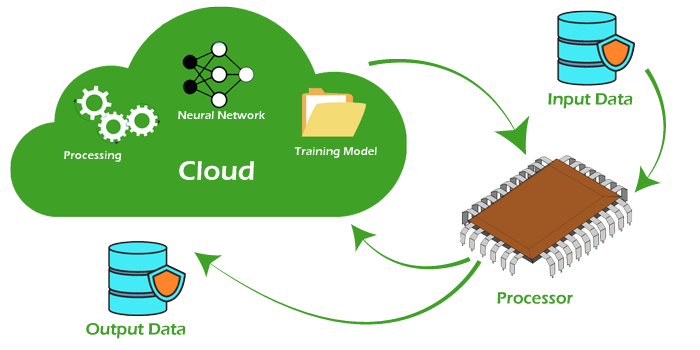 Neural Network
Processing
Training Model
Cloud
Input Data
Processor
Output Data